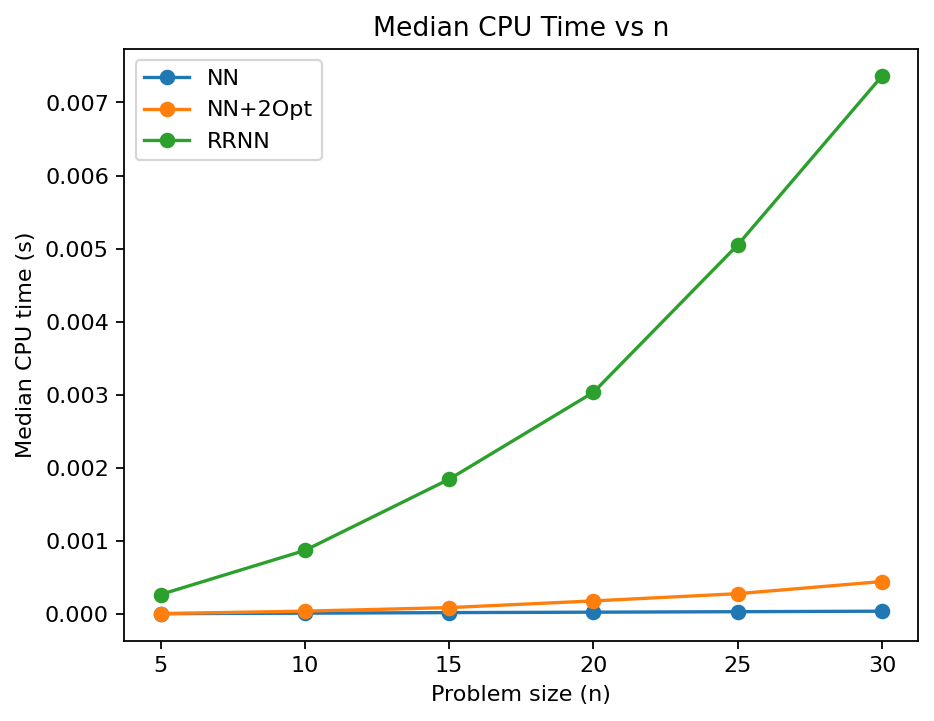 Median CPU Time vs n
NN
NN+2Opt
RRNN
Median CPU time (s)
0.007
0.006
0.005
0.004
0.003
0.002
0.001
0.000
5 10 15 20 25 30
Problem size (n)